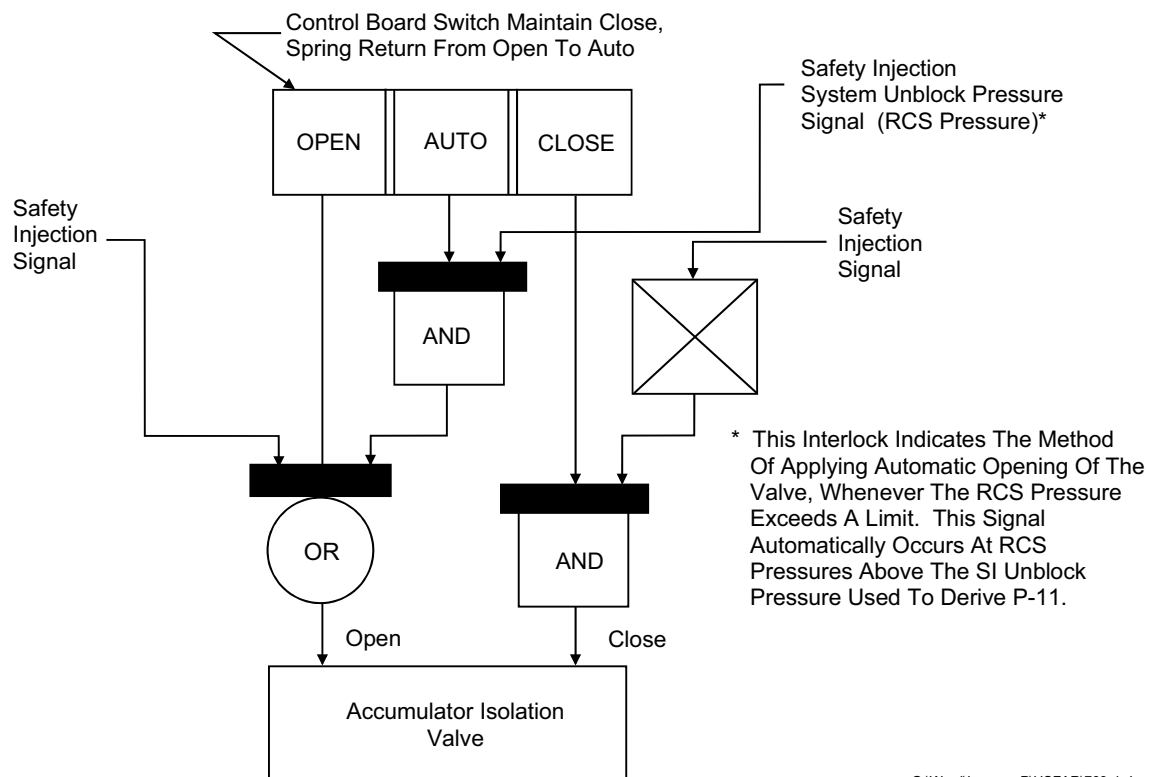 Control Board Switch Maintain Close,
Spring Return From Open To Auto
Safety Injection
System Unblock Pressure
Signal (RCS Pressure)*
OPEN
AUTO
CLOSE
Safety
Injection
Signal
Safety
Injection
Signal
AND
* This Interlock Indicates The Method
Of Applying Automatic Opening Of The
Valve, Whenever The RCS Pressure
Exceeds A Limit. This Signal
Automatically Occurs At RCS
Pressures Above The SI Unblock
Pressure Used To Derive P-11.
OR
AND
Open
Close
Accumulator Isolation
Valve